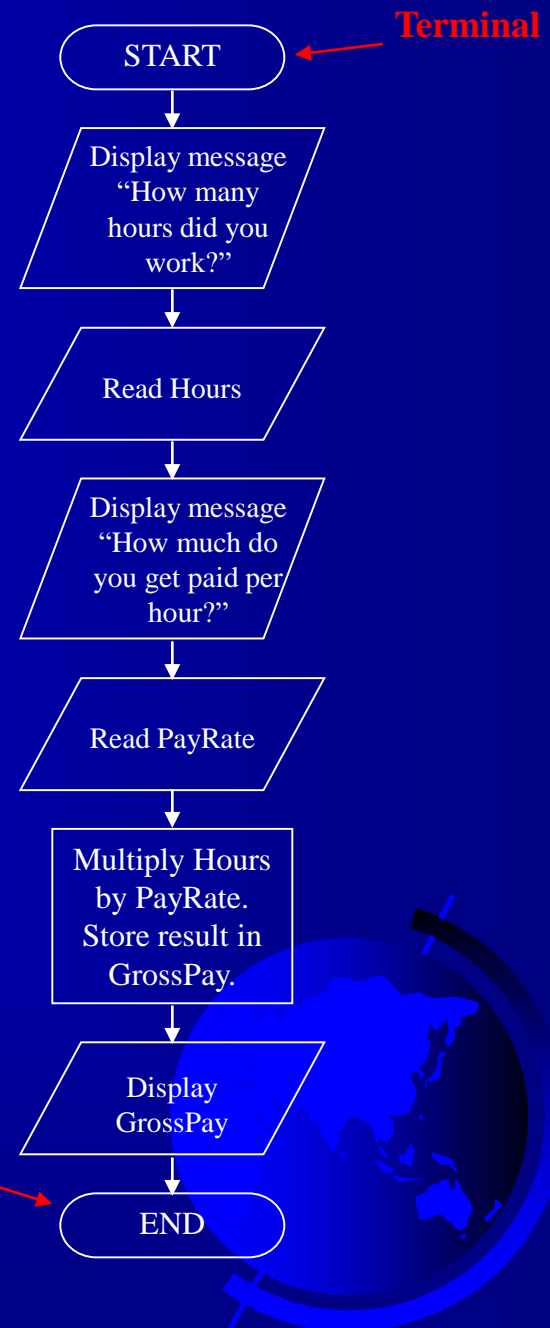 Terminal
START
Display message
“How many
hours did you
work?”
Read Hours
Display message
“How much do
you get paid per
hour?”
Read PayRate
Multiply Hours
by PayRate.
Store result in
GrossPay.
Display
GrossPay
END